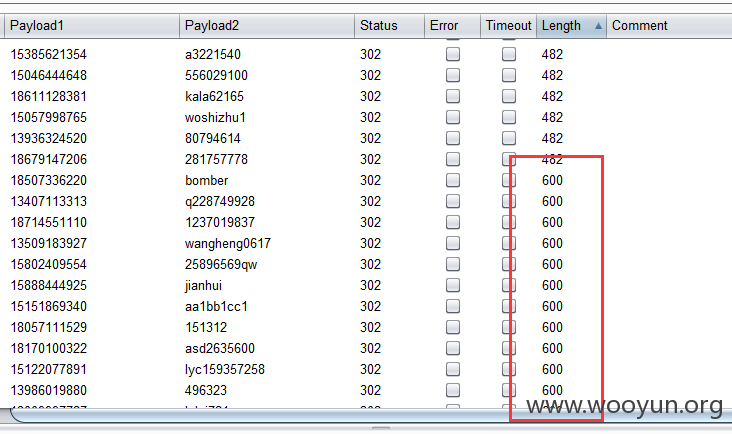 Payload1 Payload2 Status Error Timeout Length Comment
15385621354 a3221540 302 482
15046444648 556029100 302 482
18611128381 kala62165 302 482
15057998765 woshizhu1 302 482
13936324520 80794614 302 482
18679147206 281757778 302 482
18507336220 bomber 302 600
13407113313 q228749928 302 600
18714551110 1237019837 302 600
13509183927 wangheng0617 302 600
15802409554 25896569qw 302 600
15888444925 jianhui 302 600
15151869340 aa1bb1cc1 302 600
18057111529 151312 302 600
18170100322 asd2635600 302 600
15122077891 lyc159357258 302 600
13986019880 496323 302 600
www.wooyun.org